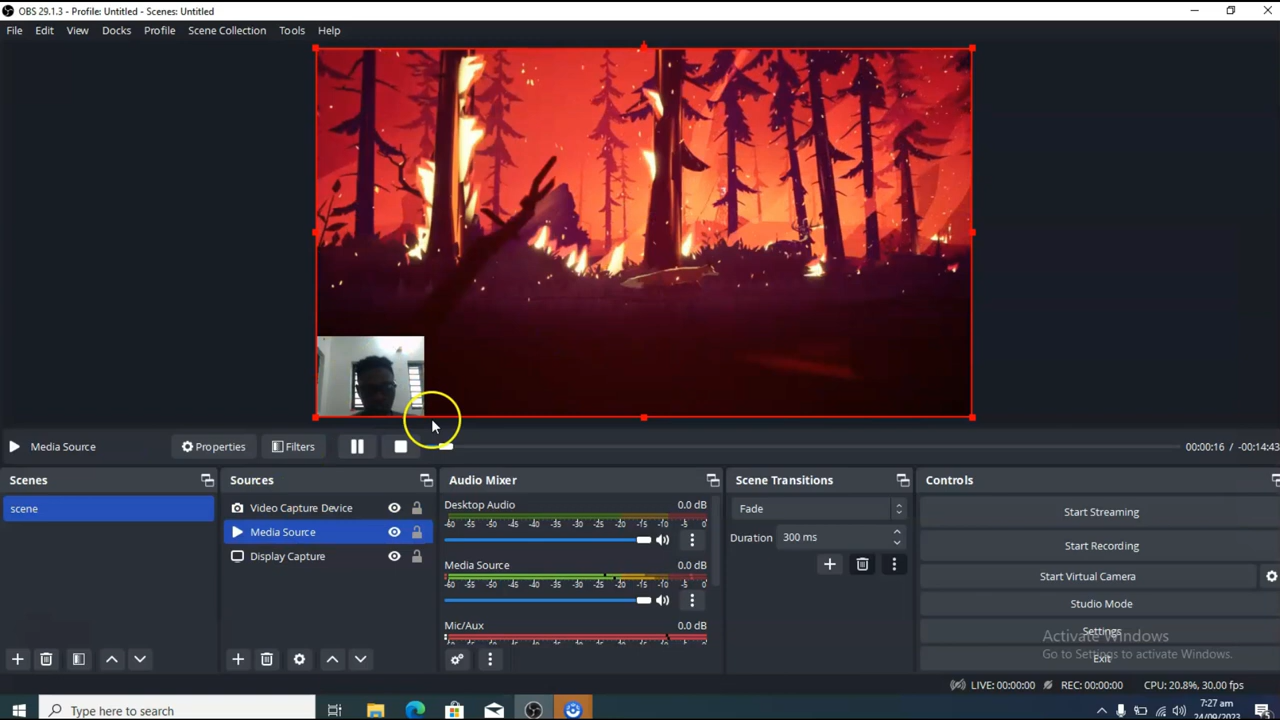 OBS 29.1.3 - Profile: Untitled - Scenes: Untitled
File Edit View Docks Profile Scene Collection Tools Help
Media Source Properties Filters 00:00:16 / -00:14:43
Scenes
scene
Sources
Video Capture Device
Media Source
Display Capture
Audio Mixer
Desktop Audio 0.0 dB
-60 -55 -50 -45 -40 -35 -30 -25 -20 -15 -10 -5 0
Media Source 0.0 dB
-60 -55 -50 -45 -40 -35 -30 -25 -20 -15 -10 -5 0
Mic/Aux 0.0 dB
Scene Transitions
Fade
Duration 300 ms
Controls
Start Streaming
Start Recording
Start Virtual Camera
Studio Mode
Settings
Exit
Activate Windows
Go to Settings to activate Windows.
LIVE: 00:00:00 REC: 00:00:00 CPU: 20.8%, 30.00 fps
Type here to search
7:27 am